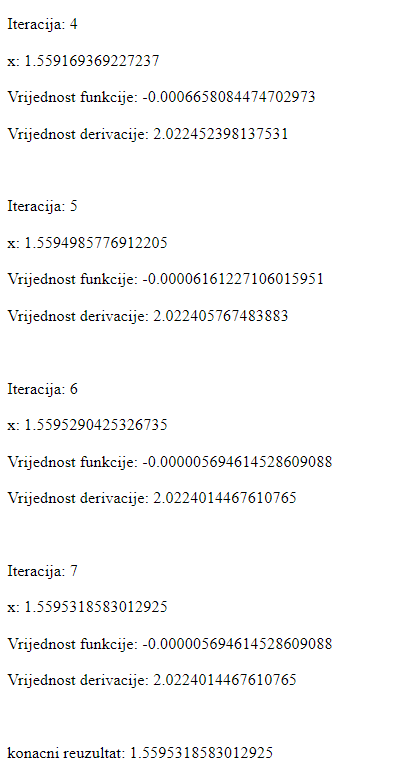 Iteracija: 4
x: 1.559169369227237
Vrijednost funkcije: -0.0006658084474702973
Vrijednost derivacije: 2.022452398137531
Iteracija: 5
x: 1.5594985776912205
Vrijednost funkcije: -0.00006161227106015951
Vrijednost derivacije: 2.022405767483883
Iteracija: 6
x: 1.5595290425326735
Vrijednost funkcije: -0.000005694614528609088
Vrijednost derivacije: 2.0224014467610765
Iteracija: 7
x: 1.5595318583012925
Vrijednost funkcije: -0.000005694614528609088
Vrijednost derivacije: 2.0224014467610765
konacni reuzultat: 1.5595318583012925